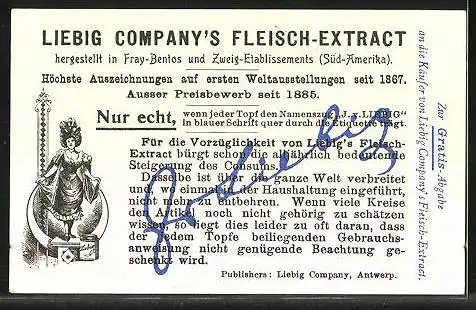 LIEBIG COMPANY'S FLEISCH-EXTRACT
hergestellt in Fray-Bentos und Zweig-Etablissements (Süd-Amerika).
Höchste Auszeichnungen auf ersten Weltausstellungen seit 1867.
Ausser Preisbewerb seit 1885.
Nur echt, wenn jeder Topf den Namenszug „J. v. LIEBIG"
in blauer Schrift quer durch die Etiquette trägt.
Für die Vorzüglichkeit von Liebig's Fleisch-
Extract bürgt schon die alljährlich bedeutende
Steigerung des Consums.
Dasselbe ist über die ganze Welt verbreitet
und, wo einmal in der Haushaltung eingeführt,
nicht mehr zu entbehren. Wenn viele Kreise
den Artikel noch nicht gehörig zu schätzen
wissen, so liegt dies leider zu oft daran, dass
der jedem Topfe beiliegenden Gebrauchs-
anweisung nicht genügende Beachtung ge-
schenkt wird.
Publishers: Liebig Company, Antwerp.
JvLiebig
Zur Gratis-Abgabe
an die Käufer von Liebig Company's Fleisch-Extract.